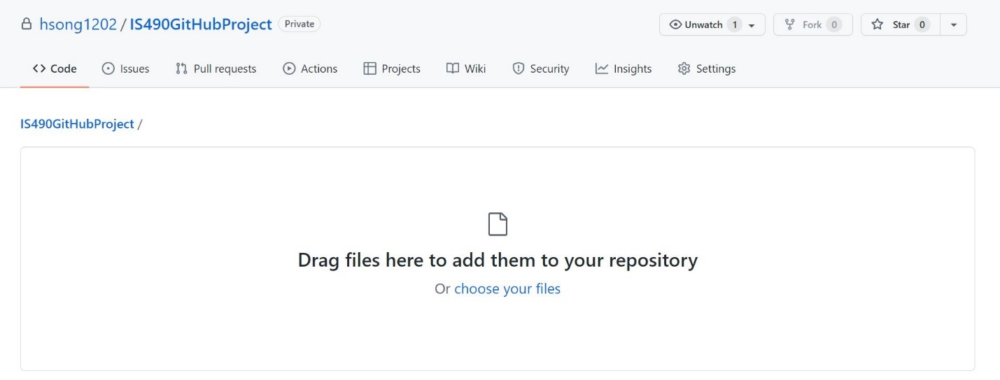 hsong1202 / IS490GitHubProject Private Unwatch 1 Fork 0 Star 0
Code Issues Pull requests Actions Projects Wiki Security Insights Settings
IS490GitHubProject /
Drag files here to add them to your repository
Or choose your files